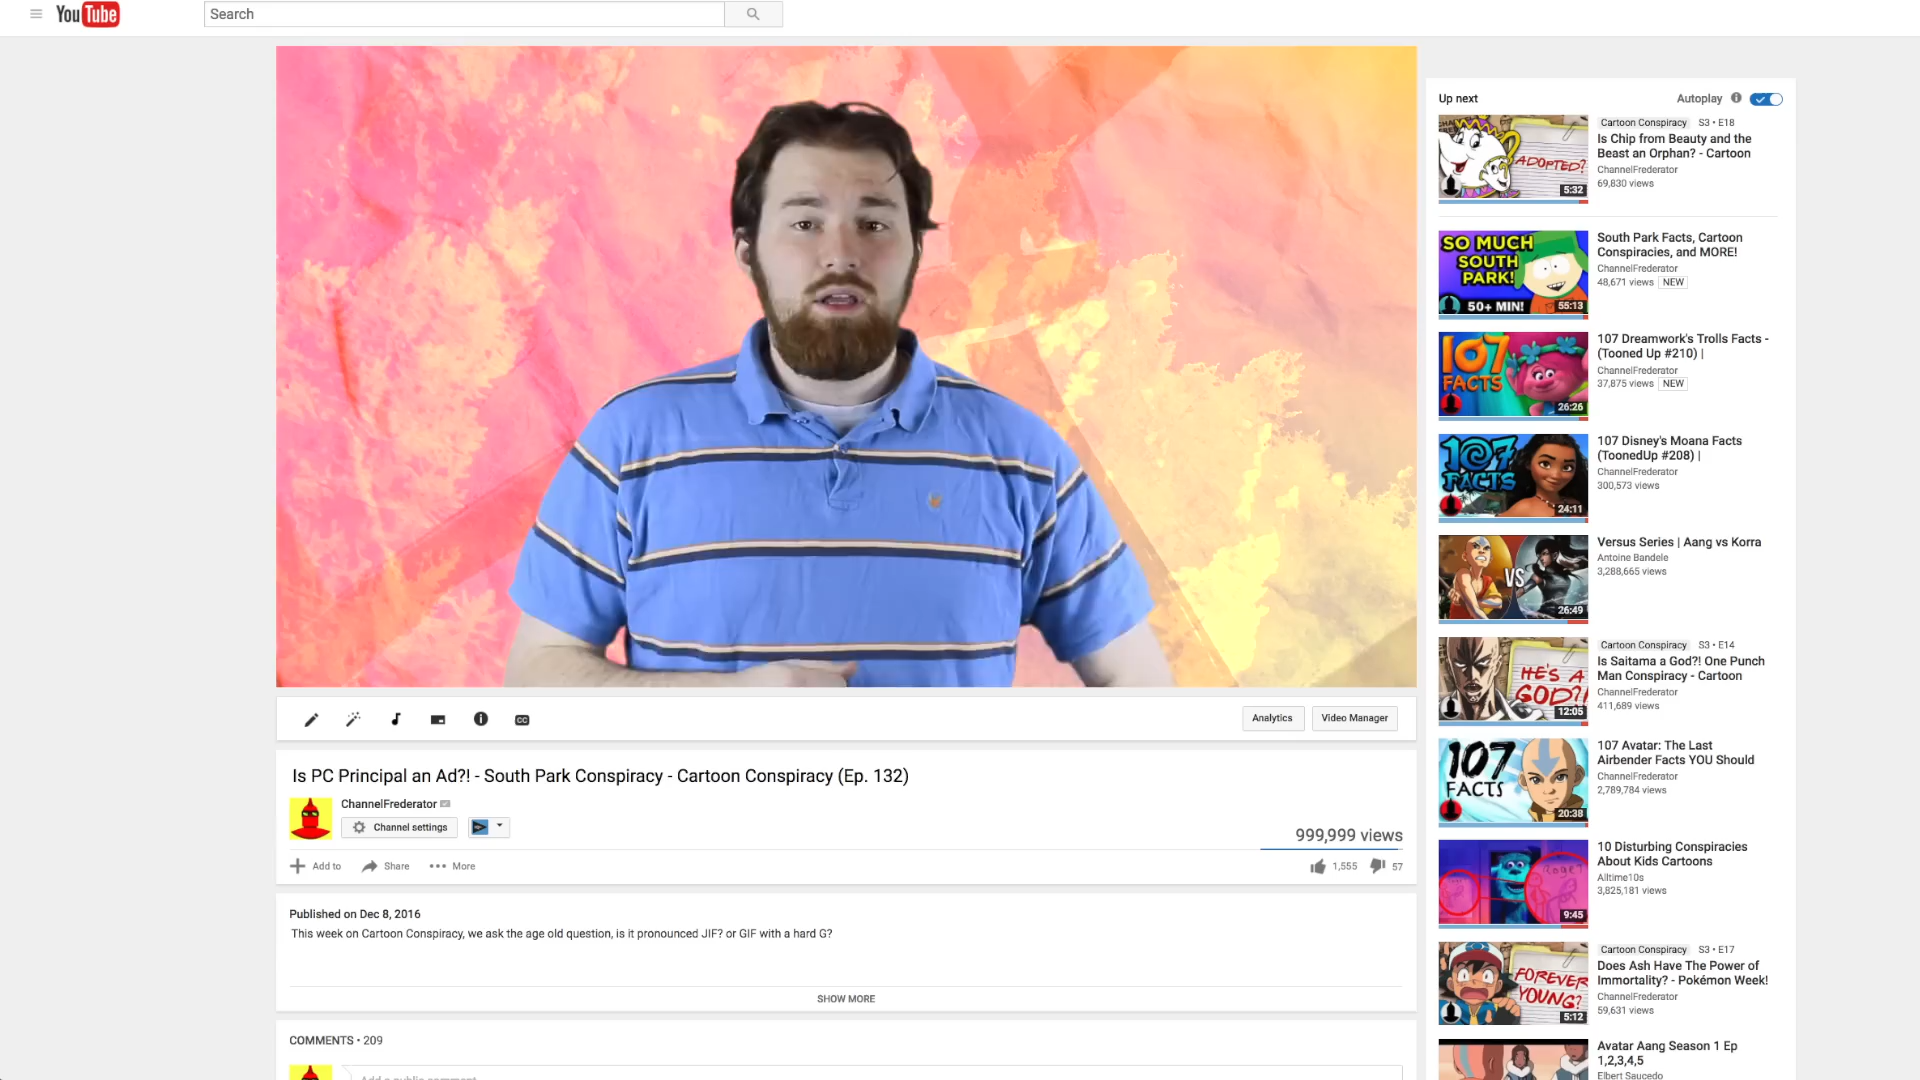 YouTube
Search
Up next
Autoplay
Cartoon Conspiracy S3 • E18
Is Chip from Beauty and the
Beast an Orphan? - Cartoon
ChannelFrederator
69,830 views
ADOPTED?
5:32
SO MUCH
SOUTH
PARK!
50+ MIN!
55:13
South Park Facts, Cartoon
Conspiracies, and MORE!
ChannelFrederator
48,671 views NEW
107
FACTS
26:26
107 Dreamwork's Trolls Facts -
(Tooned Up #210) |
ChannelFrederator
37,875 views NEW
107
FACTS
24:11
107 Disney's Moana Facts
(ToonedUp #208) |
ChannelFrederator
300,573 views
VS
26:49
Versus Series | Aang vs Korra
Antoine Bandele
3,288,665 views
HE'S A
GOD?!
12:05
Cartoon Conspiracy S3 • E14
Is Saitama a God?! One Punch
Man Conspiracy - Cartoon
ChannelFrederator
411,689 views
107
FACTS
20:38
107 Avatar: The Last
Airbender Facts YOU Should
ChannelFrederator
2,789,784 views
9:45
10 Disturbing Conspiracies
About Kids Cartoons
Alltime10s
3,825,181 views
FOREVER
YOUNG?
5:12
Cartoon Conspiracy S3 • E17
Does Ash Have The Power of
Immortality? - Pokémon Week!
ChannelFrederator
59,631 views
Avatar Aang Season 1 Ep
1,2,3,4,5
Elbert Saucedo
CC
Analytics
Video Manager
Is PC Principal an Ad?! - South Park Conspiracy - Cartoon Conspiracy (Ep. 132)
ChannelFrederator
Channel settings
999,999 views
Add to
Share
More
1,555
57
Published on Dec 8, 2016
This week on Cartoon Conspiracy, we ask the age old question, is it pronounced JIF? or GIF with a hard G?
SHOW MORE
COMMENTS • 209
Add a public comment